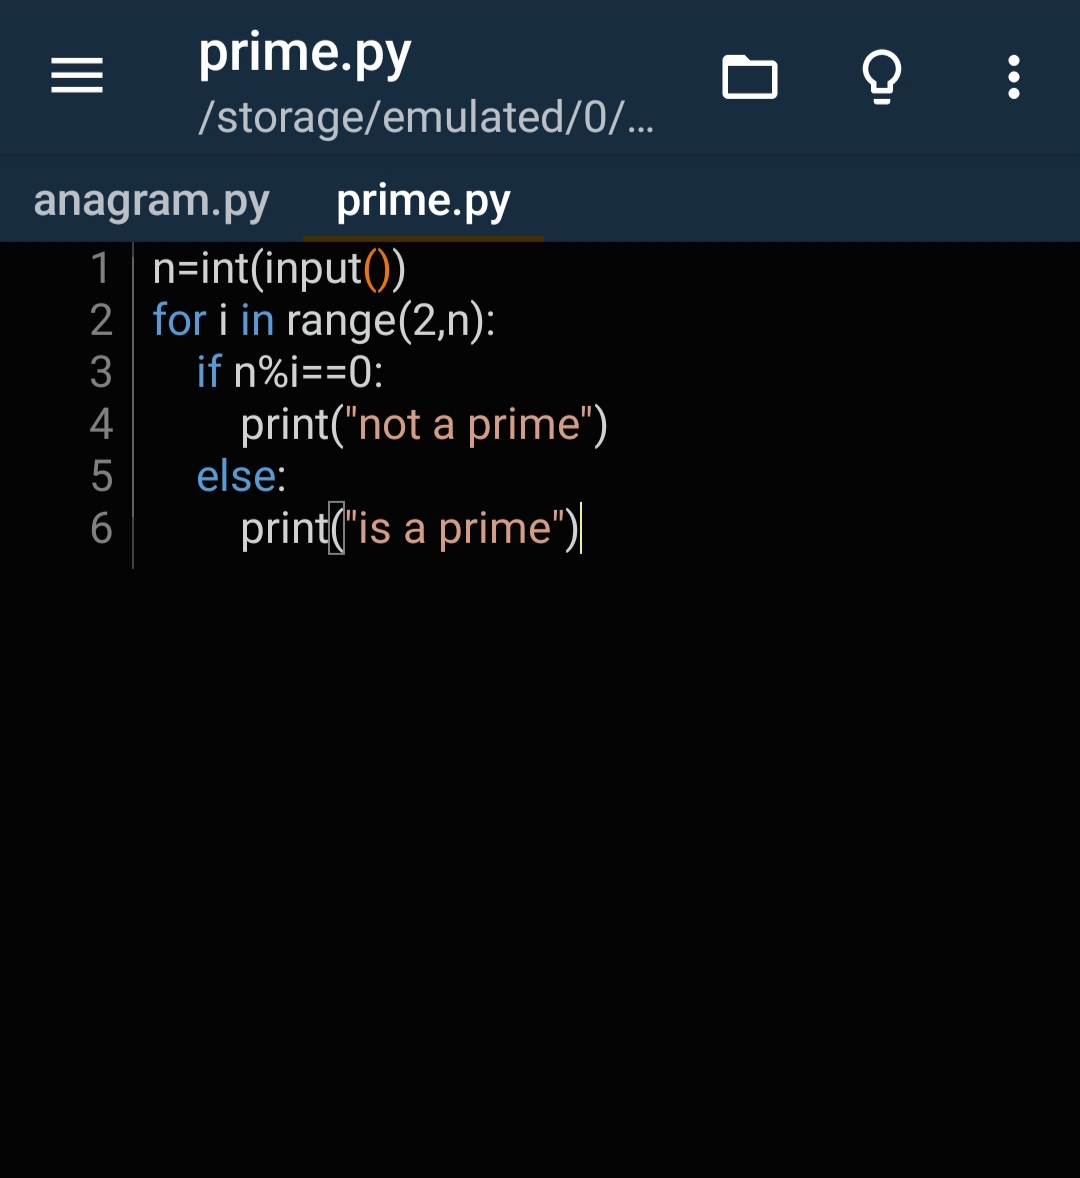 prime.py
/storage/emulated/0/...
anagram.py prime.py
1 n=int(input())
2 for i in range(2,n):
3 if n%i==0:
4 print("not a prime")
5 else:
6 print("is a prime")